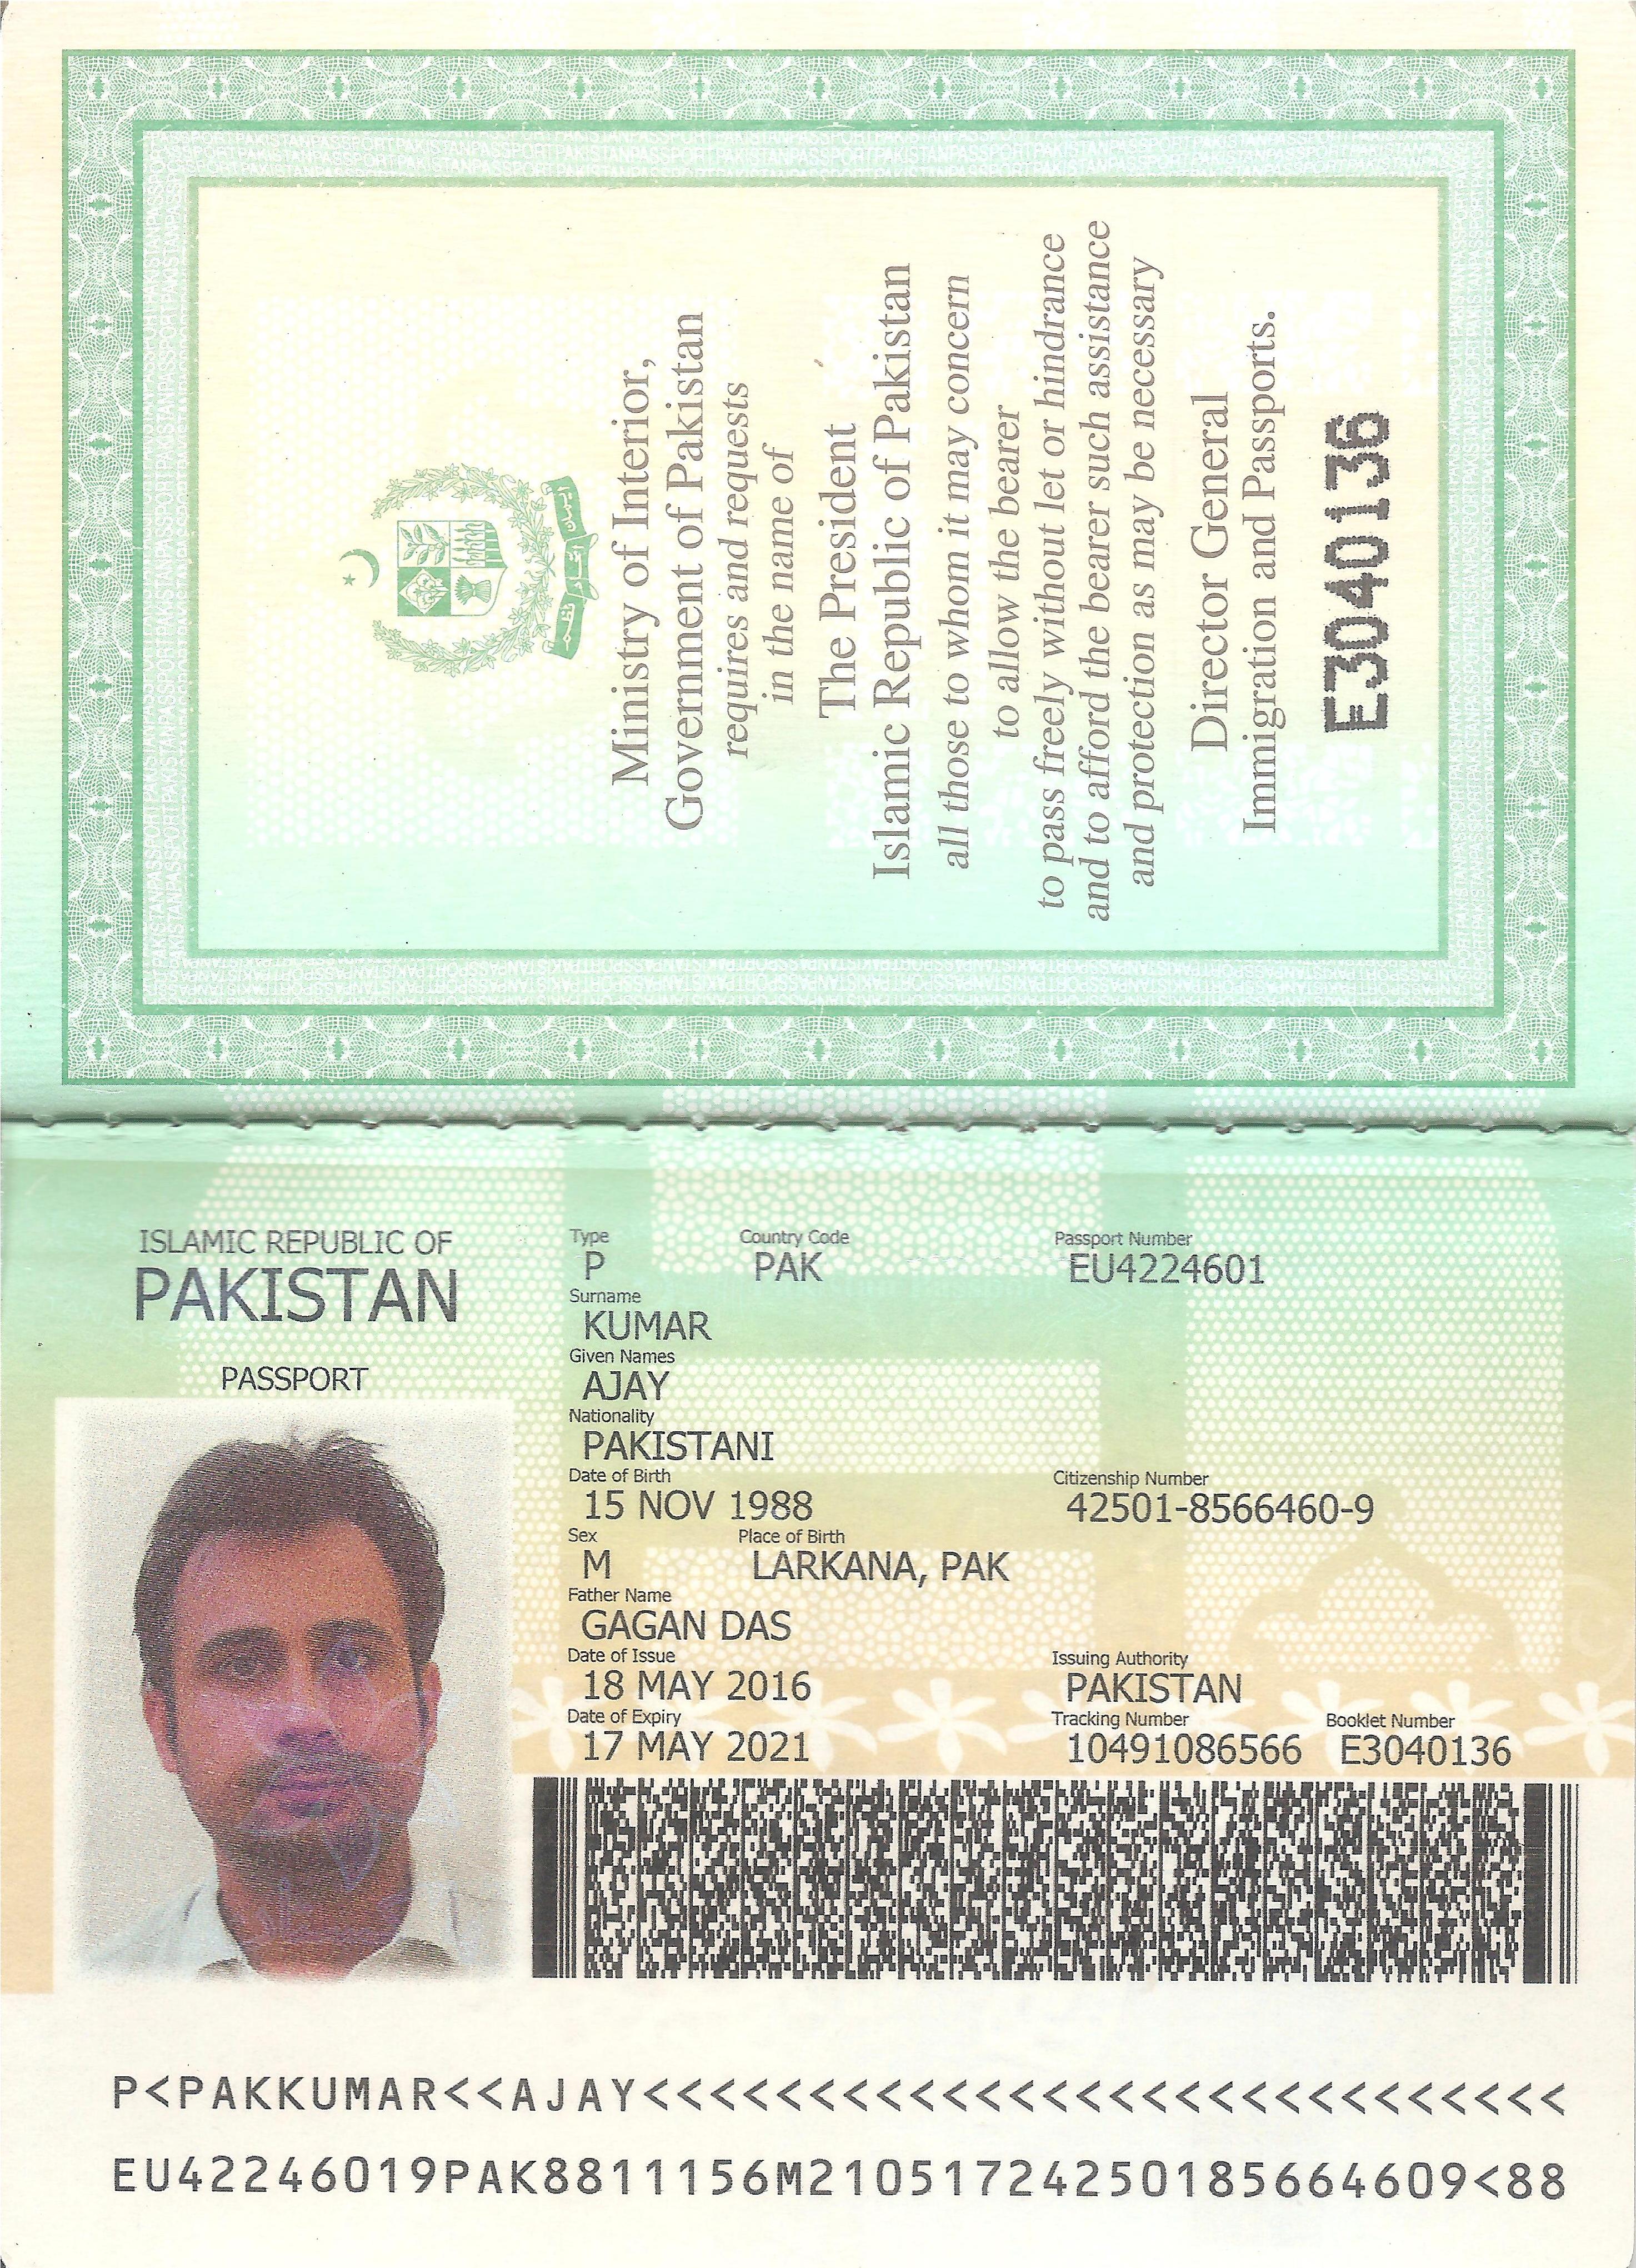 Ministry of Interior,
Government of Pakistan
requires and requests
in the name of
The President
Islamic Republic of Pakistan
all those to whom it may concern
to allow the bearer
to pass freely without let or hindrance
and to afford the bearer such assistance
and protection as may be necessary
Director General
Immigration and Passports.
E3040136
ISLAMIC REPUBLIC OF
PAKISTAN
PASSPORT
Type Country Code Passport Number
P PAK EU4224601
Surname
KUMAR
Given Names
AJAY
Nationality
PAKISTANI
Date of Birth Citizenship Number
15 NOV 1988 42501-8566460-9
Sex Place of Birth
M LARKANA, PAK
Father Name
GAGAN DAS
Date of Issue Issuing Authority
18 MAY 2016 PAKISTAN
Date of Expiry Tracking Number Booklet Number
17 MAY 2021 10491086566 E3040136
P<PAKKUMAR<<AJAY<<<<<<<<<<<<<<<<<<<<<<<<<<<<
EU42246019PAK8811156M21051724250185664609<88